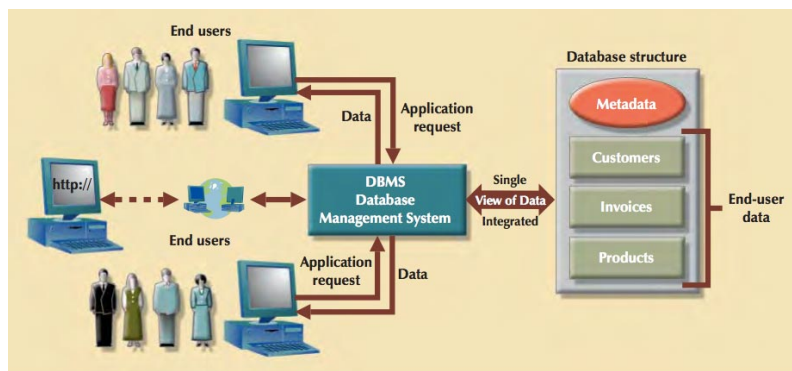 End users
Database structure
Metadata
Data
Application
request
Customers
http://
DBMS
Database
Management System
Single
View of Data
Integrated
Invoices
End-user
data
End users
Application
request
Data
Products